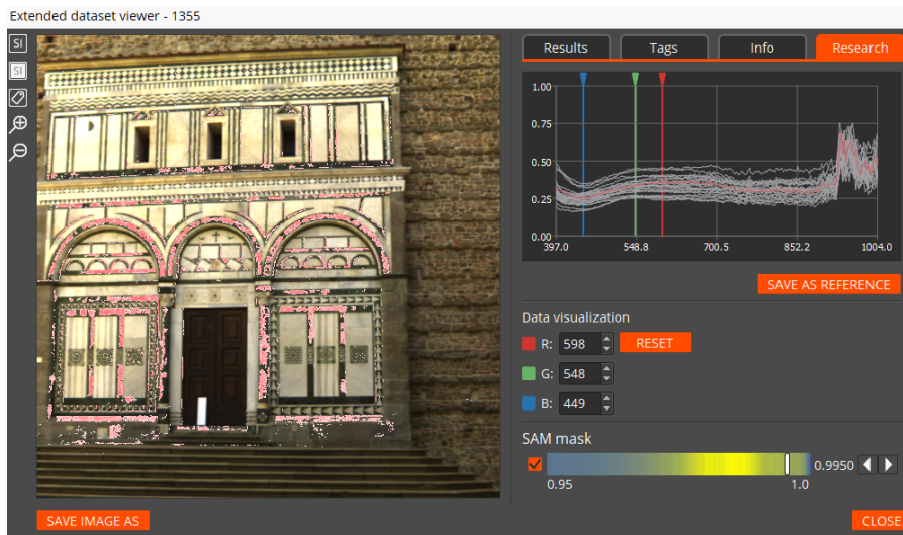 Extended dataset viewer - 1355
SI
SI
Results Tags Info Research
1.00
0.75
0.50
0.25
0.00
397.0 548.8 700.5 852.2 1004.0
SAVE AS REFERENCE
Data visualization
R: 598 RESET
G: 548
B: 449
SAM mask
0.9950
0.95 1.0
SAVE IMAGE AS CLOSE